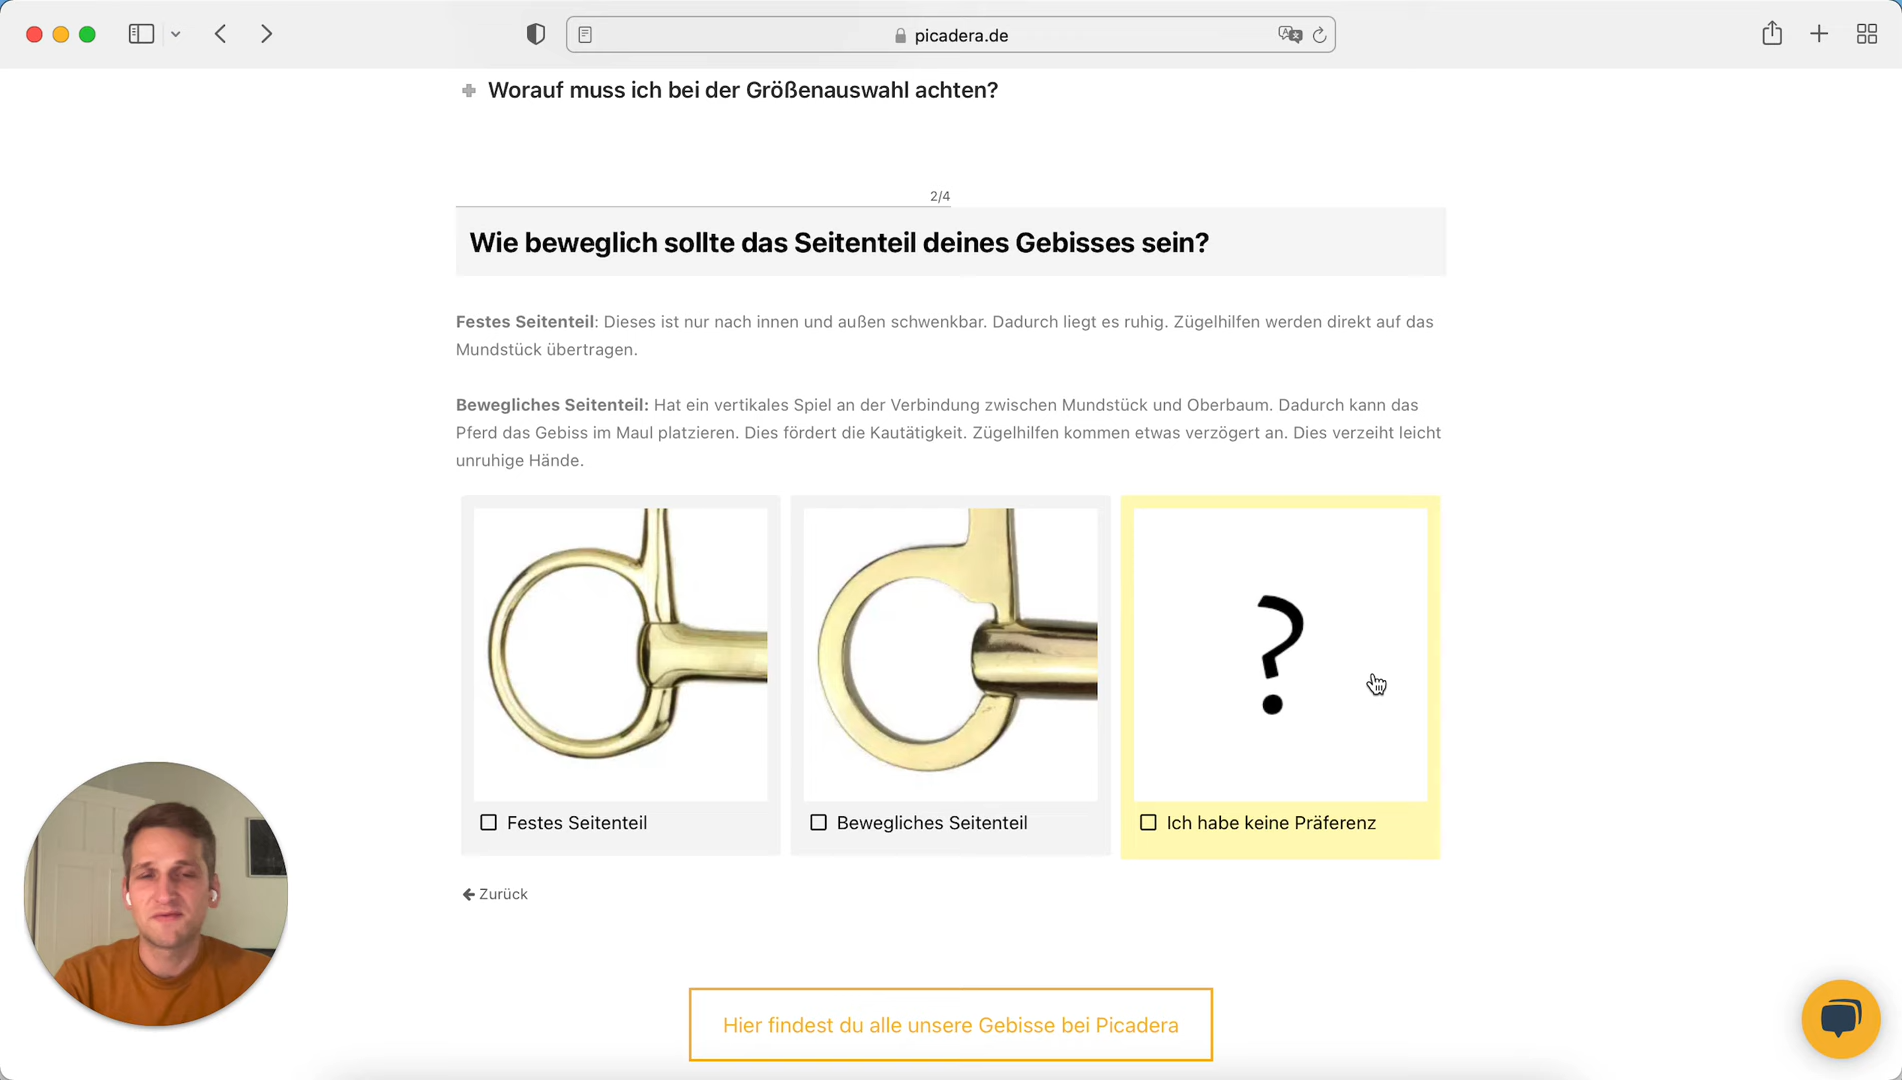 picadera.de
Worauf muss ich bei der Größenauswahl achten?
2/4
Wie beweglich sollte das Seitenteil deines Gebisses sein?
Festes Seitenteil: Dieses ist nur nach innen und außen schwenkbar. Dadurch liegt es ruhig. Zügelhilfen werden direkt auf das
Mundstück übertragen.
Bewegliches Seitenteil: Hat ein vertikales Spiel an der Verbindung zwischen Mundstück und Oberbaum. Dadurch kann das
Pferd das Gebiss im Maul platzieren. Dies fördert die Kautätigkeit. Zügelhilfen kommen etwas verzögert an. Dies verzeiht leicht
unruhige Hände.
?
Festes Seitenteil
Bewegliches Seitenteil
Ich habe keine Präferenz
Zurück
Hier findest du alle unsere Gebisse bei Picadera